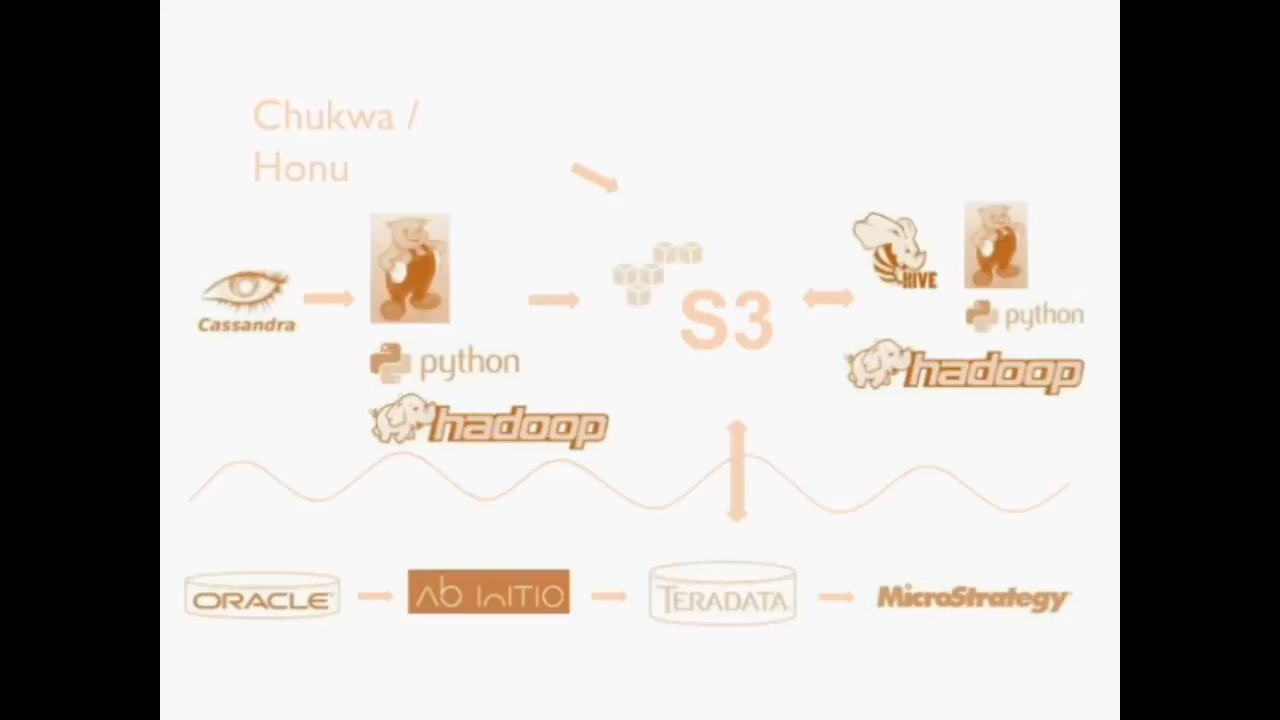 Chukwa /
Honu
Cassandra
python
hadoop
S3
HIVE
python
hadoop
ORACLE
Ab InITIO
TERADATA
MicroStrategy